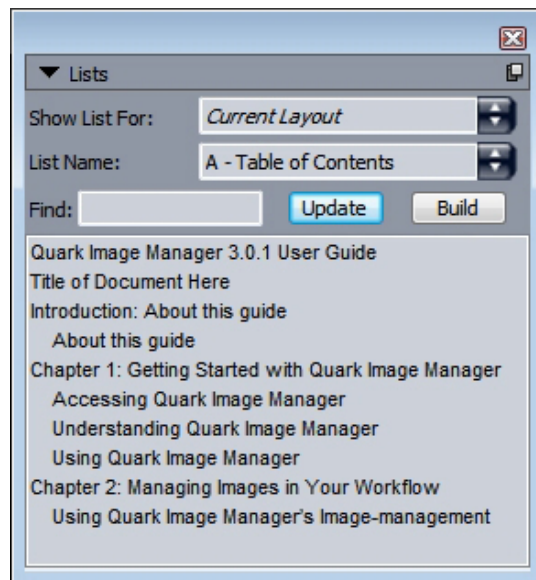 Lists
Show List For: Current Layout
List Name: A - Table of Contents
Find: Update Build
Quark Image Manager 3.0.1 User Guide
Title of Document Here
Introduction: About this guide
About this guide
Chapter 1: Getting Started with Quark Image Manager
Accessing Quark Image Manager
Understanding Quark Image Manager
Using Quark Image Manager
Chapter 2: Managing Images in Your Workflow
Using Quark Image Manager's Image-management